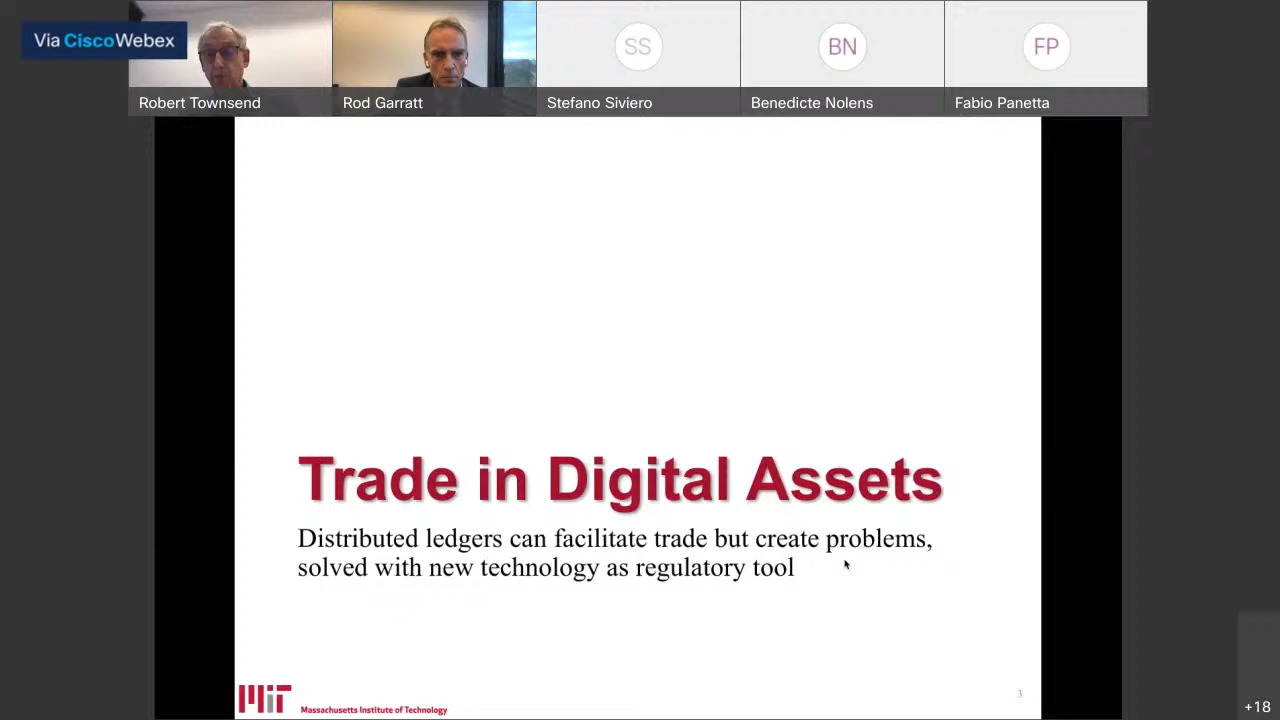 Via CiscoWebex
SS
BN
FP
Robert Townsend
Rod Garratt
Stefano Siviero
Benedicte Nolens
Fabio Panetta
Trade in Digital Assets
Distributed ledgers can facilitate trade but create problems,
solved with new technology as regulatory tool
MIT
Massachusetts Institute of Technology
3
+18